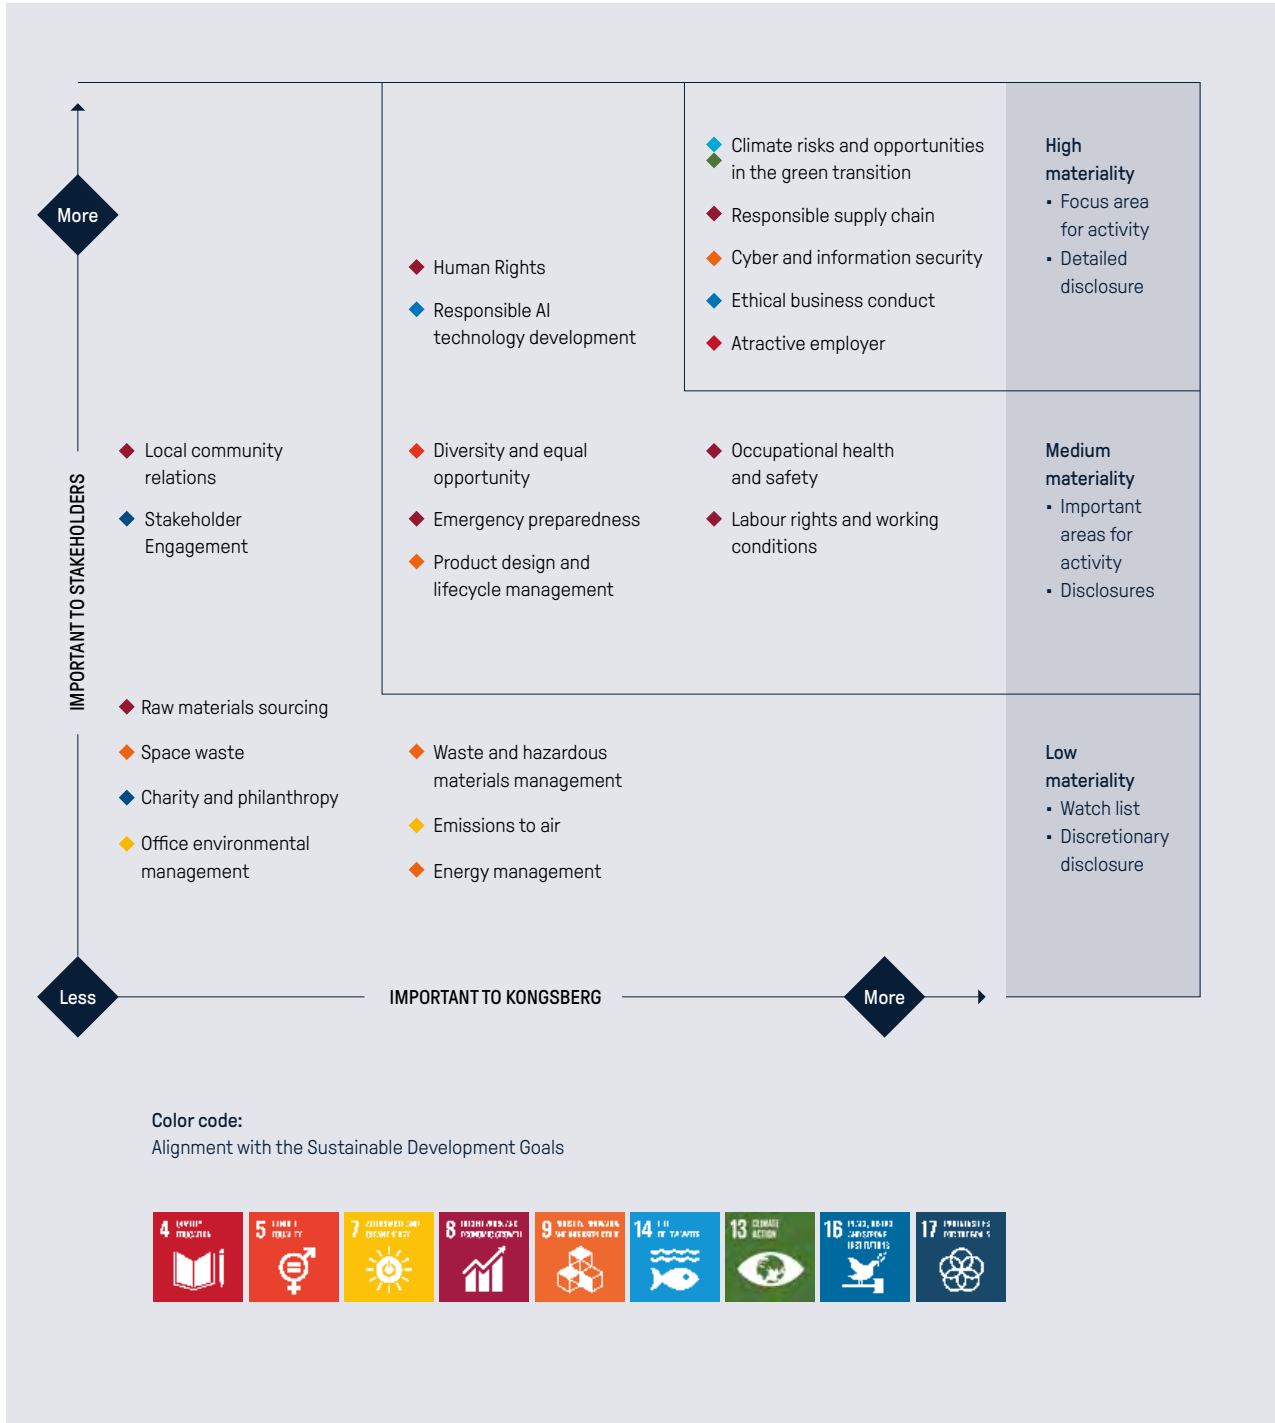 More
Climate risks and opportunities
in the green transition
Responsible supply chain
Cyber and information security
Ethical business conduct
Atractive employer
High
materiality
▪ Focus area
for activity
▪ Detailed
disclosure
Human Rights
Responsible AI
technology development
IMPORTANT TO STAKEHOLDERS
Local community
relations
Stakeholder
Engagement
Diversity and equal
opportunity
Emergency preparedness
Product design and
lifecycle management
Occupational health
and safety
Labour rights and working
conditions
Medium
materiality
▪ Important
areas for
activity
▪ Disclosures
Raw materials sourcing
Space waste
Charity and philanthropy
Office environmental
management
Waste and hazardous
materials management
Emissions to air
Energy management
Low
materiality
▪ Watch list
▪ Discretionary
disclosure
Less
IMPORTANT TO KONGSBERG
More
Color code:
Alignment with the Sustainable Development Goals
4
5
7
8
9
14
13 CLIMATE
ACTION
16
17